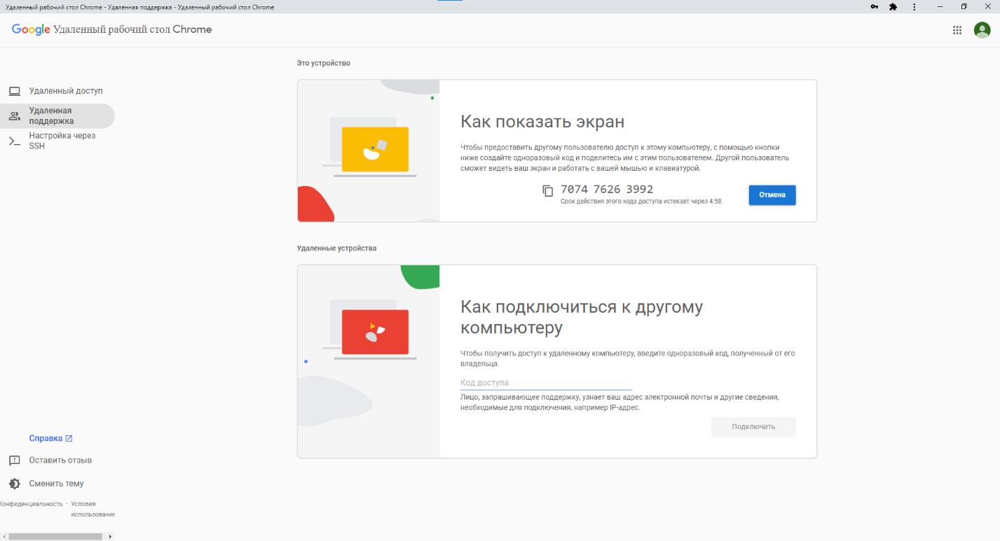 Удаленный рабочий стол Chrome - Удаленная поддержка - Удаленный рабочий стол Chrome
Google Удаленный рабочий стол Chrome
Удаленный доступ
Удаленная
поддержка
Настройка через
SSH
Справка
Оставить отзыв
Сменить тему
Конфиденциальность · Условия
использования
Это устройство
Как показать экран
Чтобы предоставить другому пользователю доступ к этому компьютеру, с помощью кнопки
ниже создайте одноразовый код и поделитесь им с этим пользователем. Другой пользователь
сможет видеть ваш экран и работать с вашей мышью и клавиатурой.
7074 7626 3992
Срок действия этого кода доступа истекает через 4:58.
Отмена
Удаленные устройства
Как подключиться к другому
компьютеру
Чтобы получить доступ к удаленному компьютеру, введите одноразовый код, полученный от его
владельца.
Код доступа
Лицо, запрашивающее поддержку, узнает ваш адрес электронной почты и другие сведения,
необходимые для подключения, например IP-адрес.
Подключить